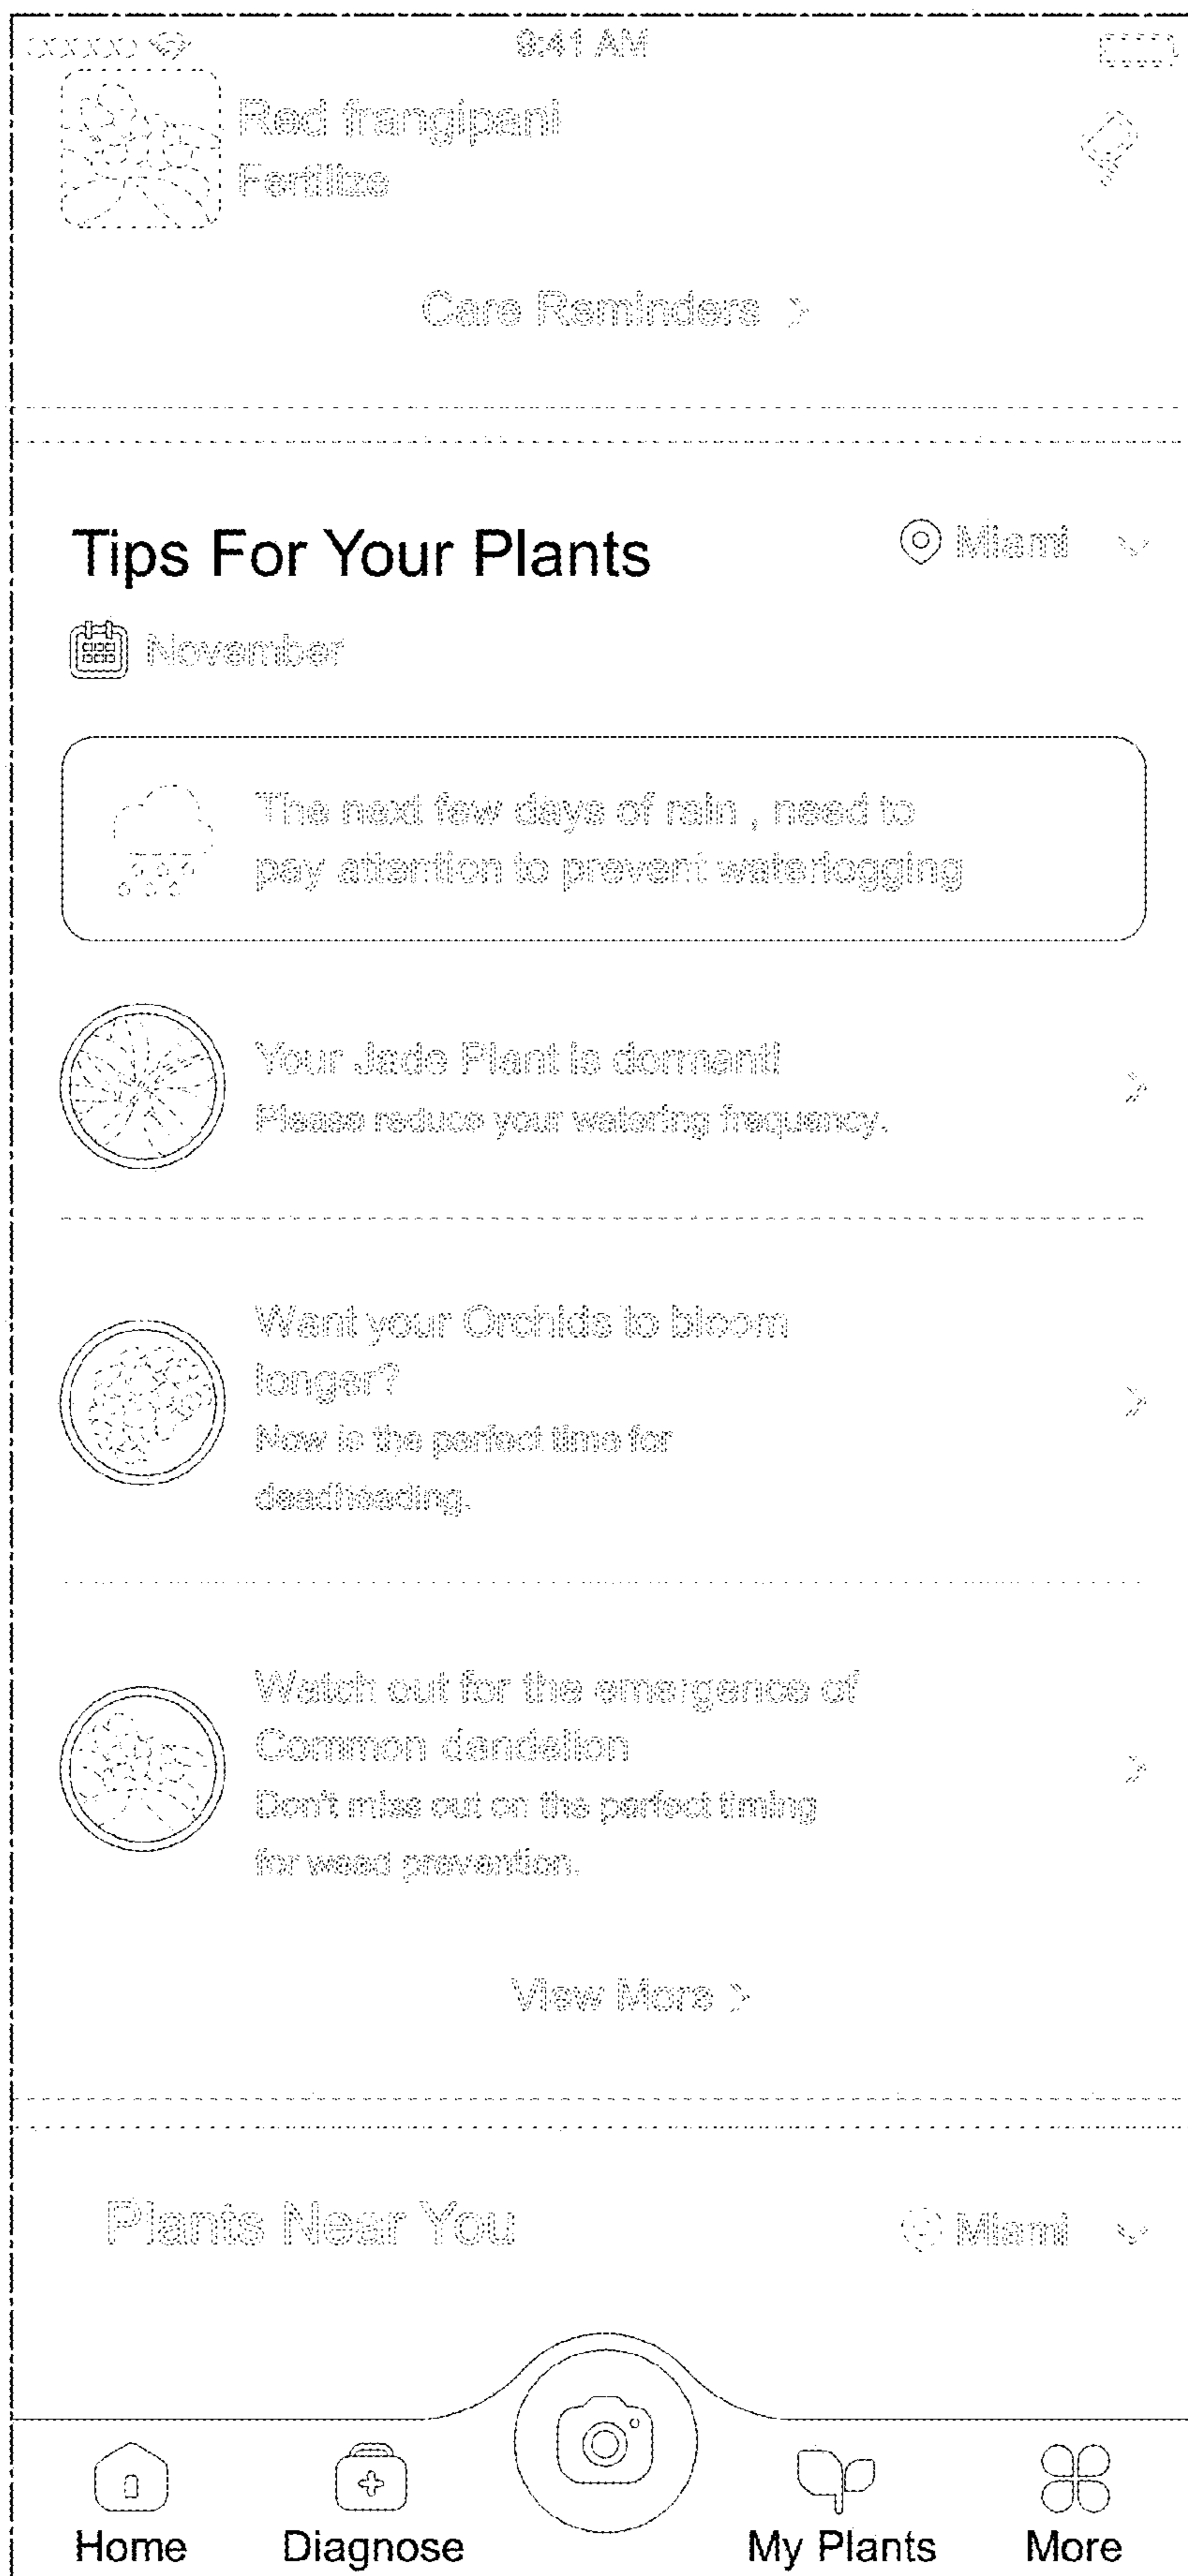 9:41 AM
Red frangipani
Fertilize
Care Reminders
Tips For Your Plants
Miami
November
The next few days of rain , need to
pay attention to prevent waterlogging
Your Jade Plant is dormant!
Please reduce your watering frequency.
Want your Orchids to bloom
longer?
Now is the perfect time for
deadheading.
Watch out for the emergence of
Common dandelion
Don't miss out on the perfect timing
for weed prevention.
View More
Plants Near You
Miami
Home
Diagnose
My Plants
More